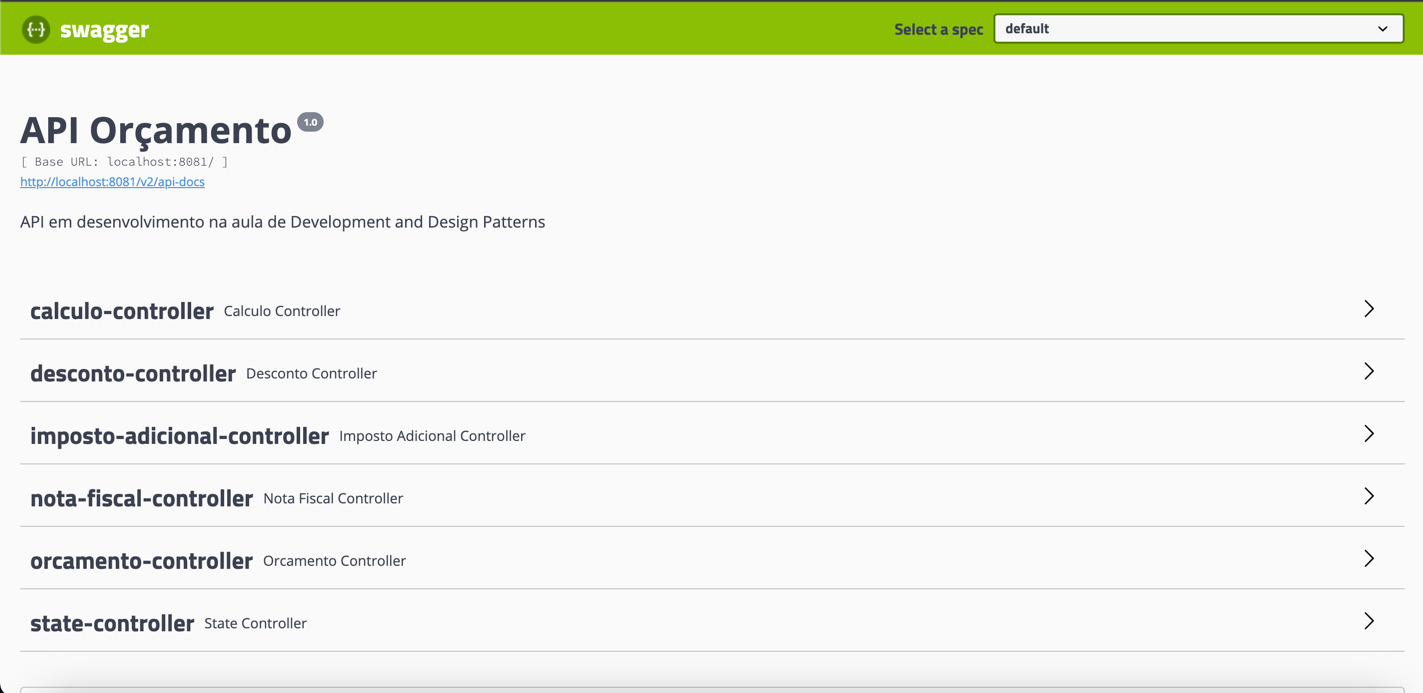 {···} swagger Select a spec default
API Orçamento 1.0
[ Base URL: localhost:8081/ ]
http://localhost:8081/v2/api-docs
API em desenvolvimento na aula de Development and Design Patterns
calculo-controller Calculo Controller
desconto-controller Desconto Controller
imposto-adicional-controller Imposto Adicional Controller
nota-fiscal-controller Nota Fiscal Controller
orcamento-controller Orcamento Controller
state-controller State Controller